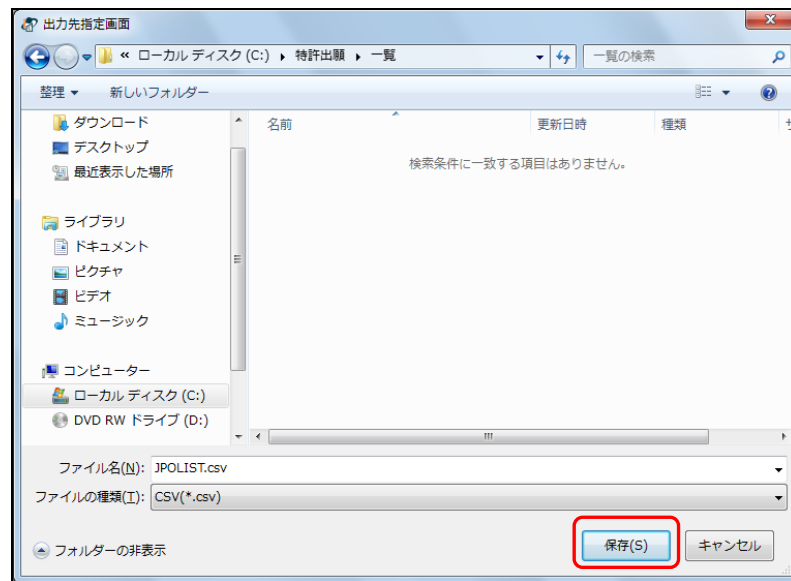 出力先指定画面
« ローカル ディスク (C:) ▸ 特許出願 ▸ 一覧
一覧の検索
整理 新しいフォルダー
名前 更新日時 種類
検索条件に一致する項目はありません。
ダウンロード
デスクトップ
最近表示した場所
ライブラリ
ドキュメント
ピクチャ
ビデオ
ミュージック
コンピューター
ローカル ディスク (C:)
DVD RW ドライブ (D:)
ファイル名(N): JPOLIST.csv
ファイルの種類(T): CSV(*.csv)
フォルダーの非表示
保存(S) キャンセル